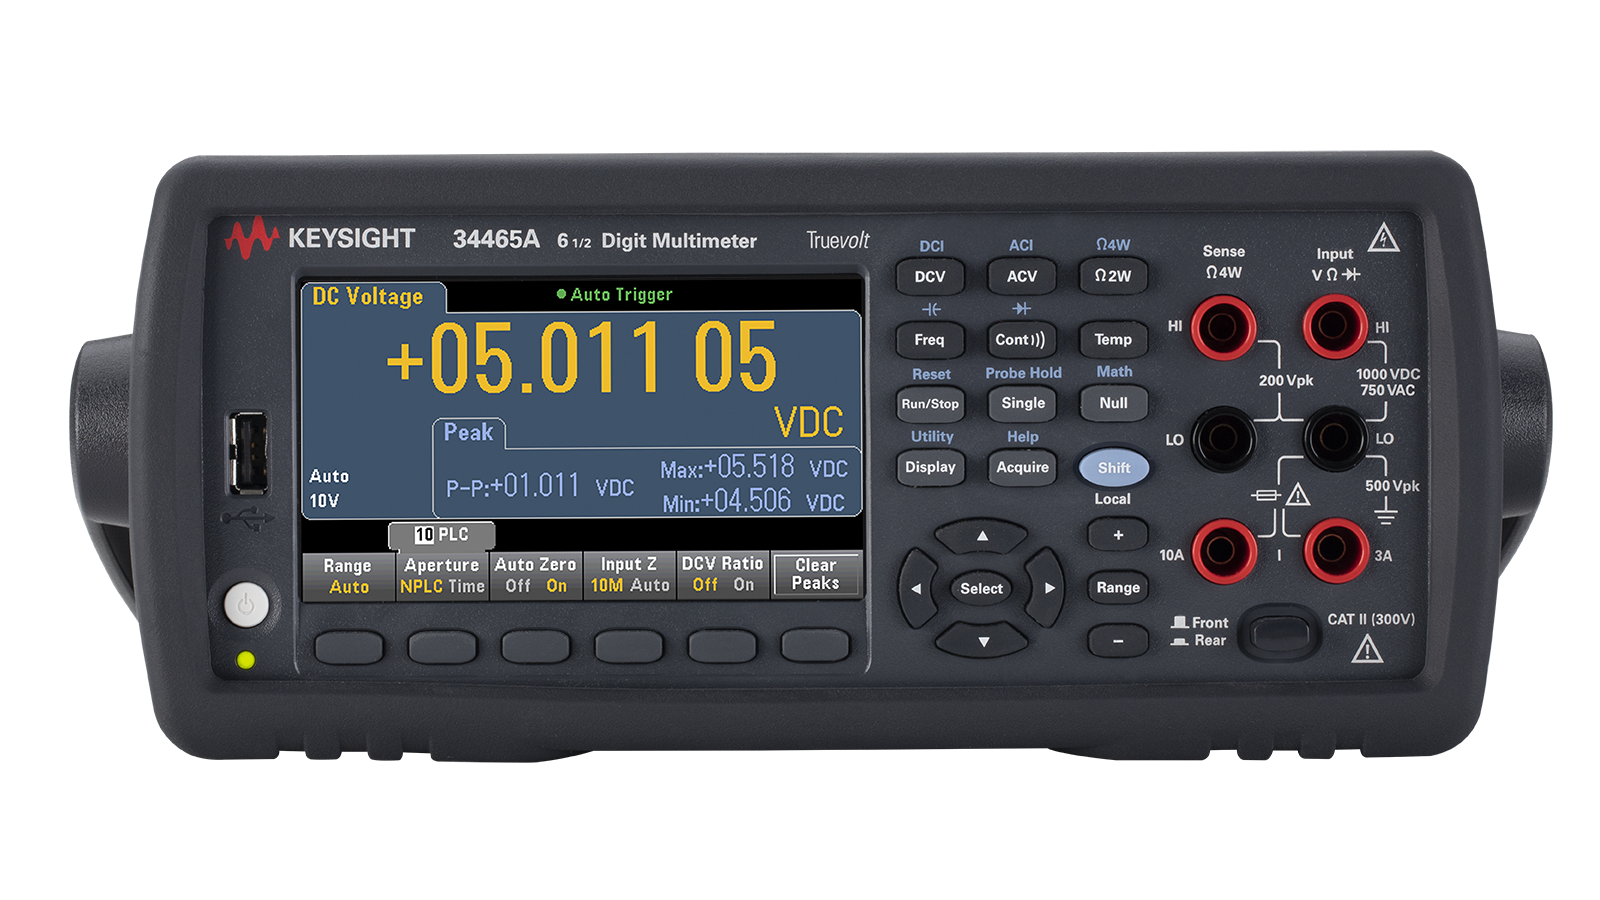 KEYSIGHT 34465A 6 1/2 Digit Multimeter Truevolt
DC Voltage
Auto Trigger
+05.011 05
VDC
Peak
P-P:+01.011 VDC
Max:+05.518 VDC
Min:+04.506 VDC
Auto
10V
10 PLC
Range
Auto
Aperture
NPLC Time
Auto Zero
Off On
Input Z
10M Auto
DCV Ratio
Off On
Clear
Peaks
DCI ACI Ω4W
DCV ACV Ω2W
Freq Cont Temp
Reset Probe Hold Math
Run/Stop Single Null
Utility Help
Display Acquire Shift
Local
+
Select
Range
−
Sense
Ω4W
Input
V Ω
HI HI
200 Vpk
1000 VDC
750 VAC
LO LO
500 Vpk
10A I 3A
Front
Rear
CAT II (300V)